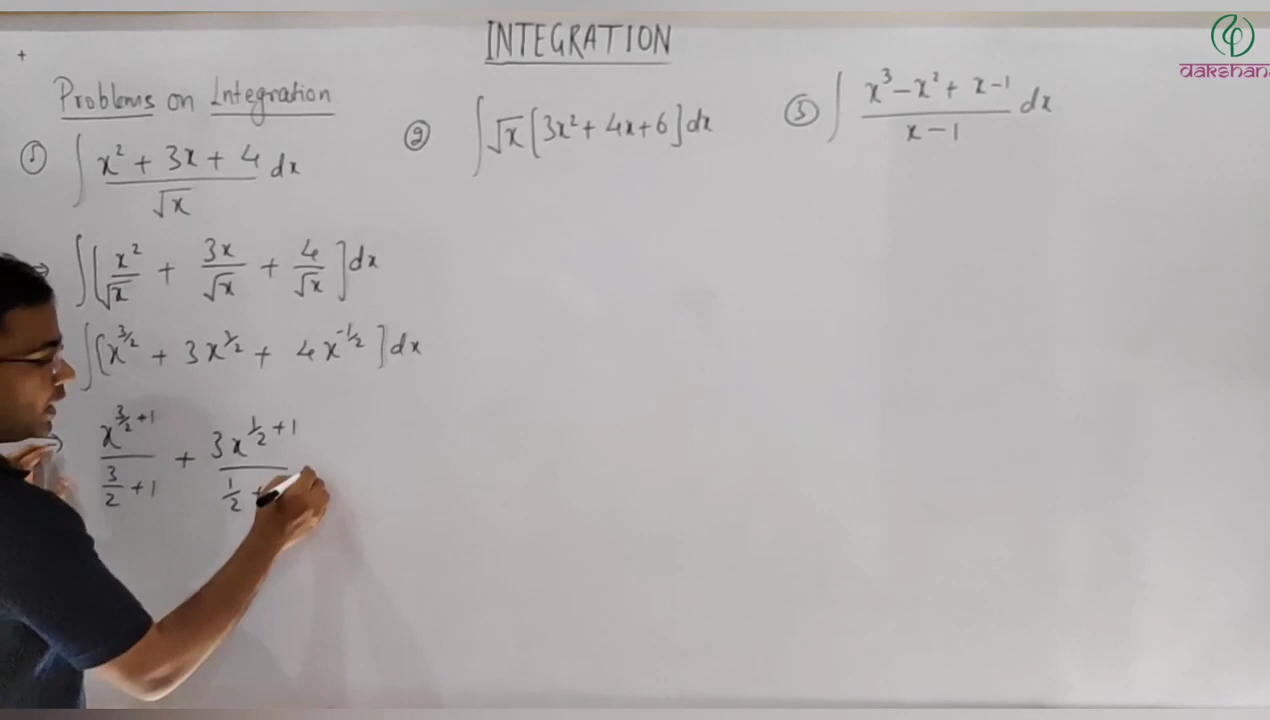 INTEGRATION
dakshana
Problems on Integration
① ∫ (x² + 3x + 4)/√x dx
∫[x²/√x + 3x/√x + 4/√x] dx
∫[x^(3/2) + 3x^(1/2) + 4x^(-1/2)] dx
→ x^(3/2 + 1)/(3/2 + 1) + 3x^(1/2 + 1)/(1/2 +
② ∫ √x [3x² + 4x + 6] dx
③ ∫ (x³ - x² + x - 1)/(x - 1) dx